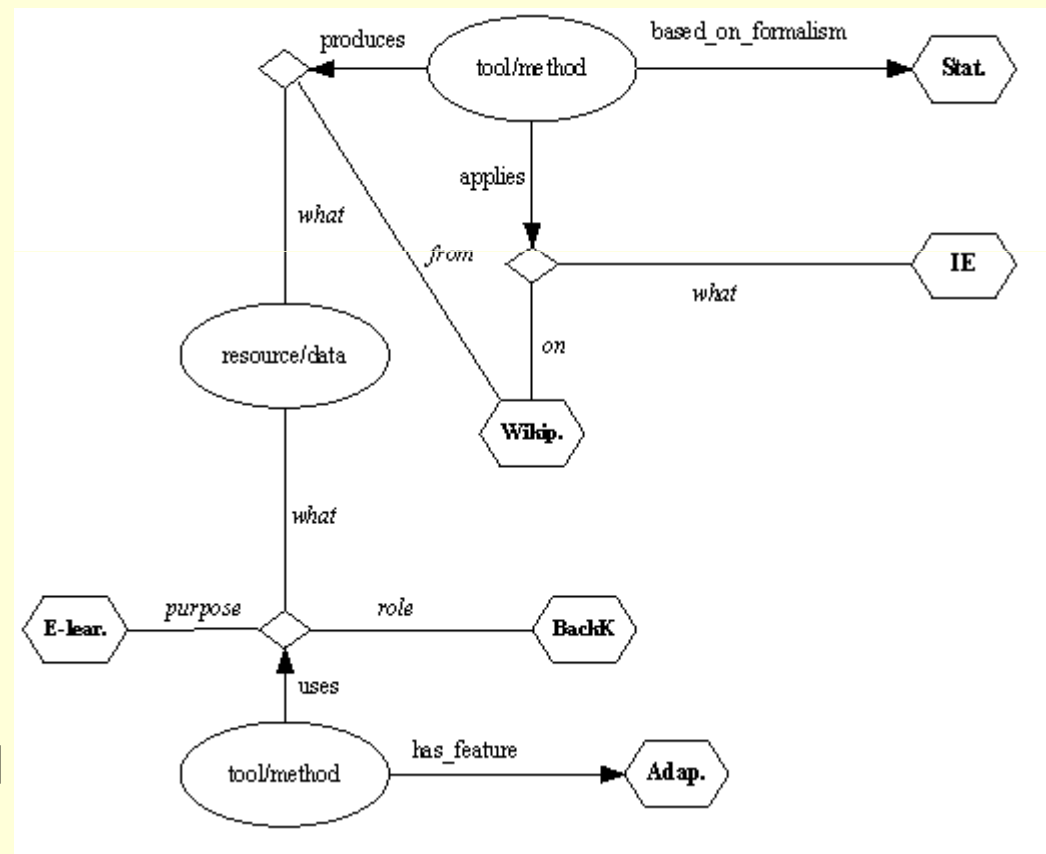 produces
based_on_formalism
tool/method
Stat.
applies
what
from
IE
what
on
resource/data
Wikip.
what
purpose
role
E-lear.
BackK
uses
has_feature
tool/method
Adap.